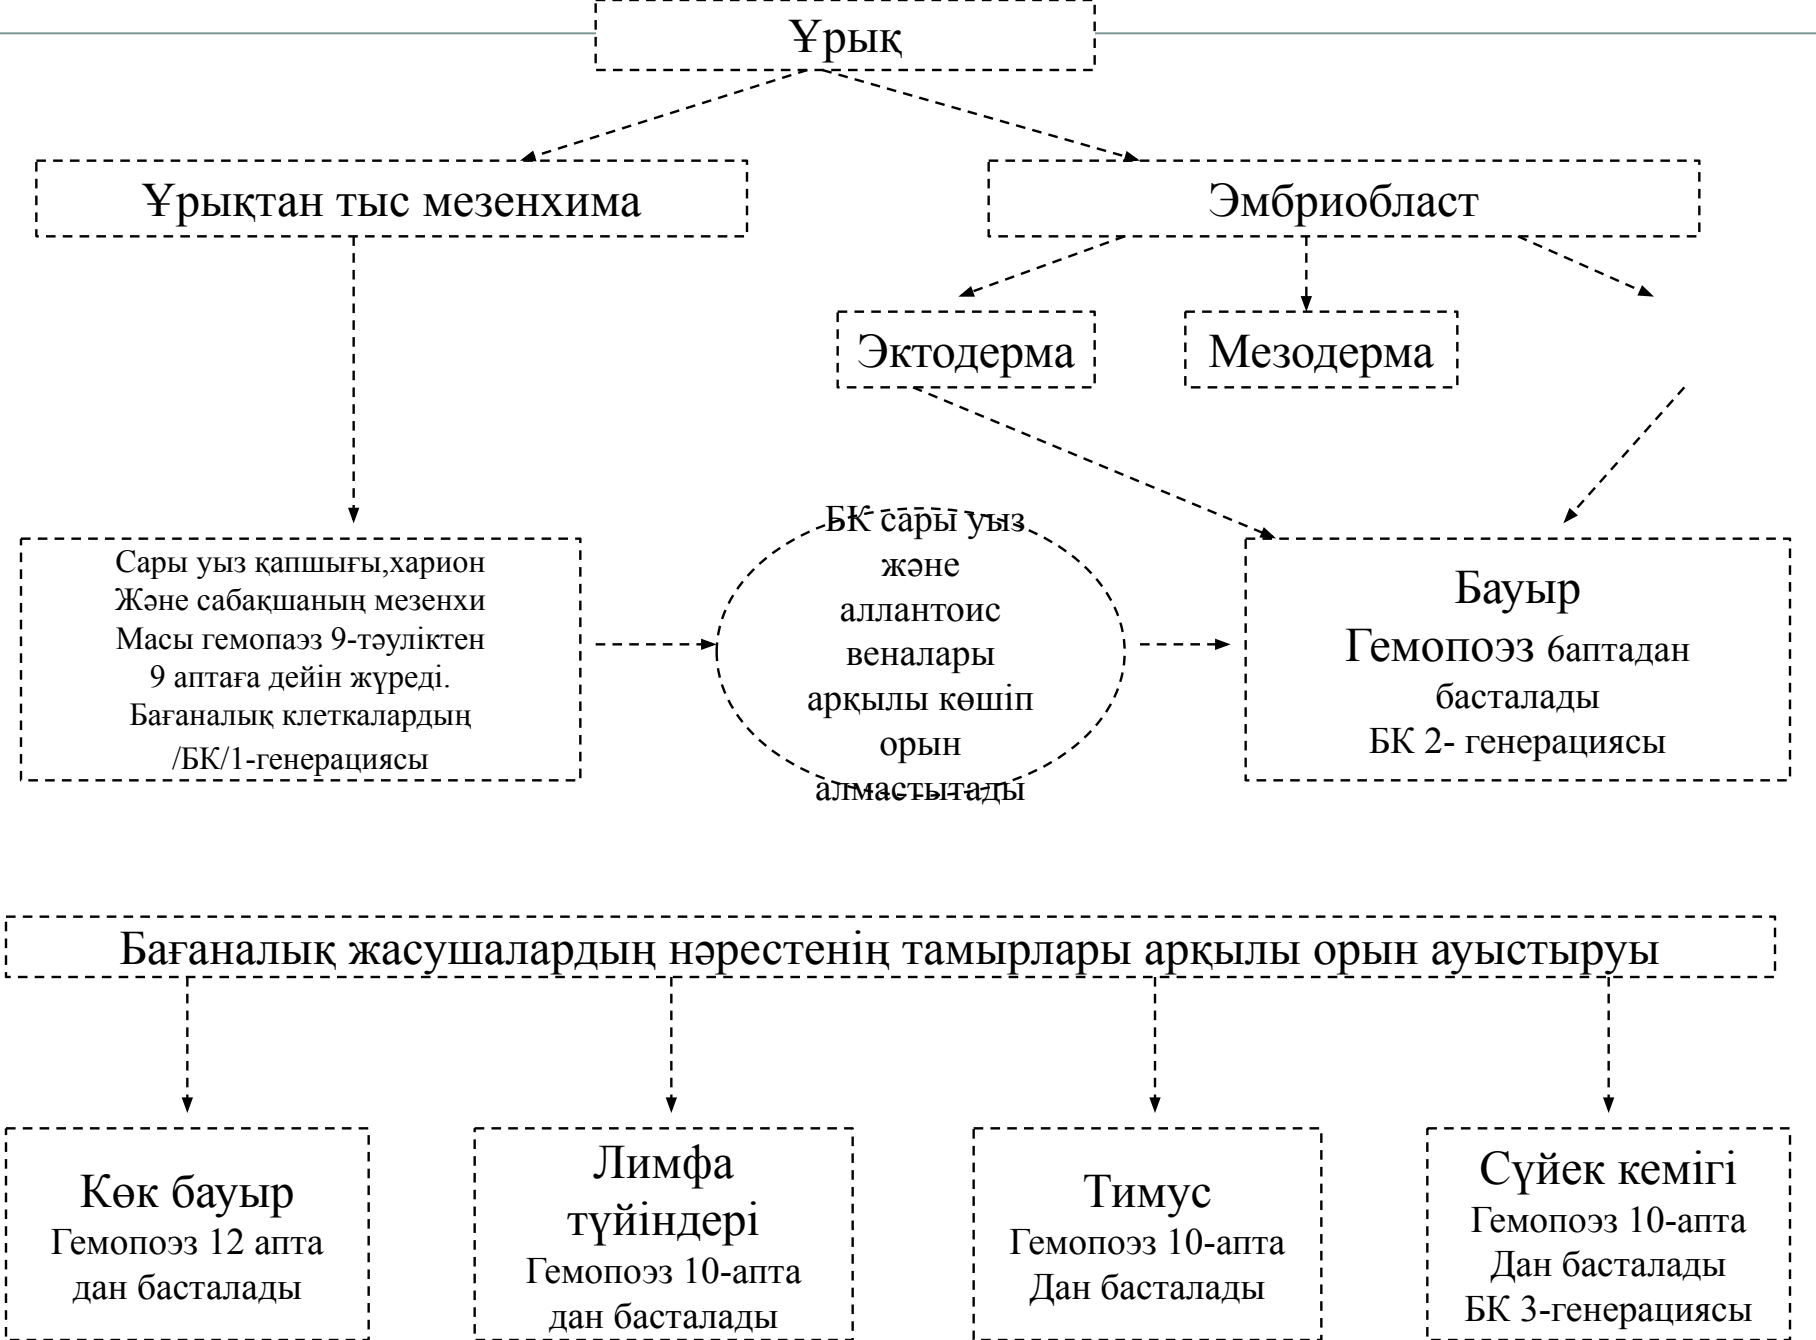 Ұрық
Ұрықтан тыс мезенхима
Эмбриобласт
Эктодерма
Мезодерма
Сары уыз қапшығы,харион
Және сабақшаның мезенхи
Масы гемопаэз 9-тәуліктен
9 аптаға дейін жүреді.
Бағаналық клеткалардың
/БК/1-генерациясы
БК сары уыз
және
аллантоис
веналары
арқылы көшіп
орын
алмастытады
Бауыр
Гемопоэз 6аптадан
басталады
БК 2- генерациясы
Бағаналық жасушалардың нәрестенің тамырлары арқылы орын ауыстыруы
Көк бауыр
Гемопоэз 12 апта
дан басталады
Лимфа
түйіндері
Гемопоэз 10-апта
дан басталады
Тимус
Гемопоэз 10-апта
Дан басталады
Сүйек кемігі
Гемопоэз 10-апта
Дан басталады
БК 3-генерациясы